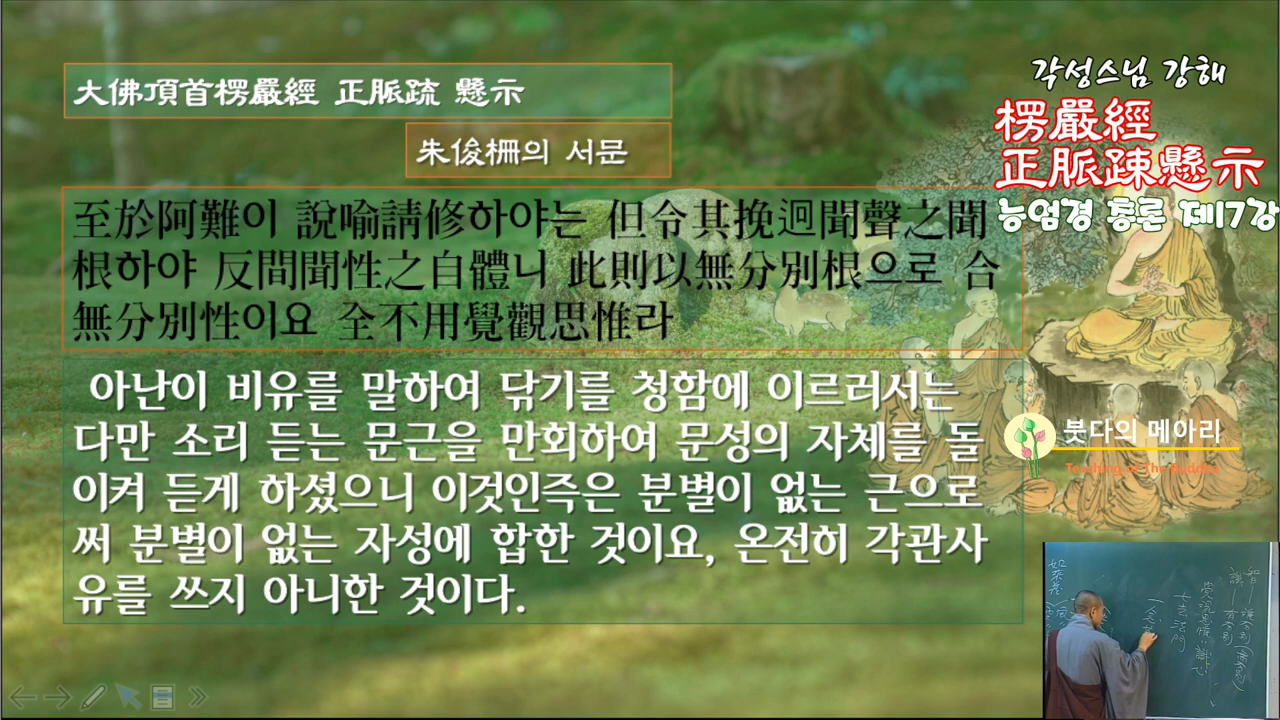 大佛頂首楞嚴經 正脈疏 懸示
朱俊柵의 서문
至於阿難이 說喻請修하야는 但令其挽迴聞聲之聞
根하야 反間聞性之自體니 此則以無分別根으로 合
無分別性이요 全不用覺觀思惟라
아난이 비유를 말하여 닦기를 청함에 이르러서는
다만 소리 듣는 문근을 만회하여 문성의 자체를 돌
이켜 듣게 하셨으니 이것인즉은 분별이 없는 근으로
써 분별이 없는 자성에 합한 것이요, 온전히 각관사
유를 쓰지 아니한 것이다.
각성스님 강해
楞嚴經
正脈疎懸示
능엄경 총론 제17강
붓다의 메아리
Teaching of The Buddha